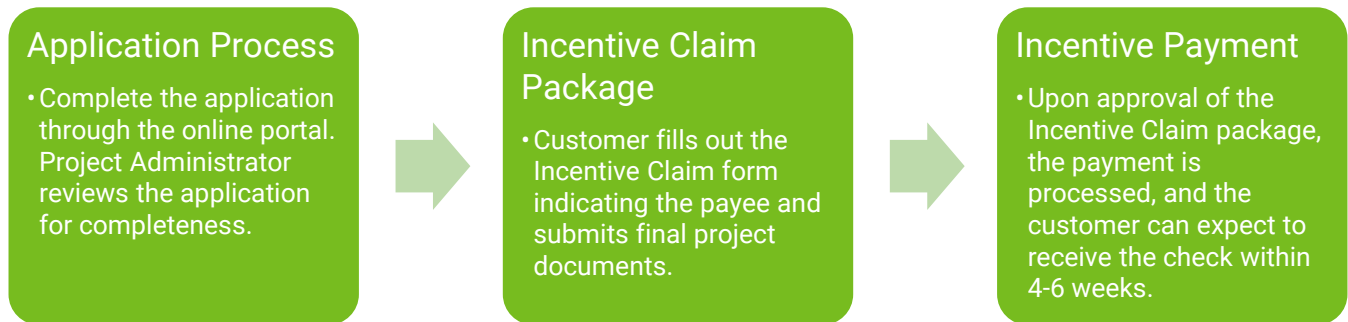 Application Process
• Complete the application
through the online portal.
Project Administrator
reviews the application
for completeness.
Incentive Claim
Package
• Customer fills out the
Incentive Claim form
indicating the payee and
submits final project
documents.
Incentive Payment
• Upon approval of the
Incentive Claim package,
the payment is
processed, and the
customer can expect to
receive the check within
4-6 weeks.